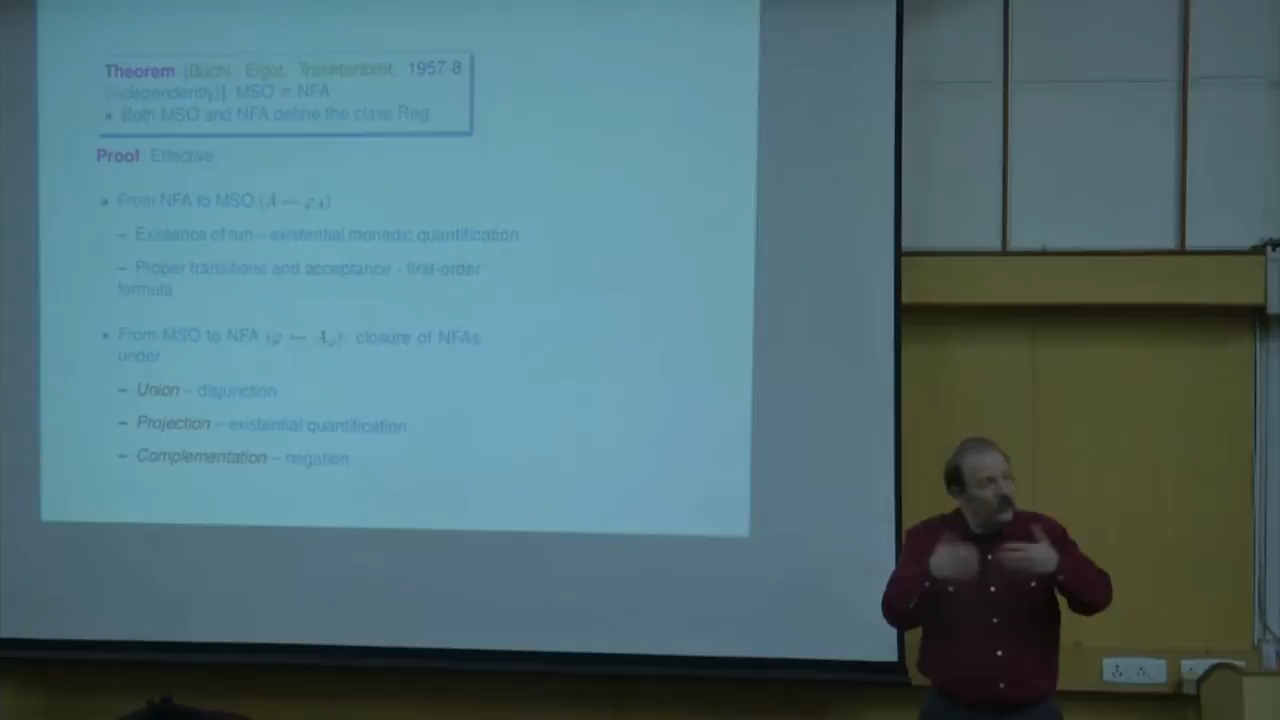 Theorem [Büchi, Elgot, Trakhtenbrot, 1957-8
(independently)]: MSO ≡ NFA
• Both MSO and NFA define the class Reg.
Proof: Effective
• From NFA to MSO (A ↦ φ_A)
– Existence of run – existential monadic quantification
– Proper transitions and acceptance - first-order
formula
• From MSO to NFA (φ ↦ A_φ): closure of NFAs
under
– Union – disjunction
– Projection – existential quantification
– Complementation – negation